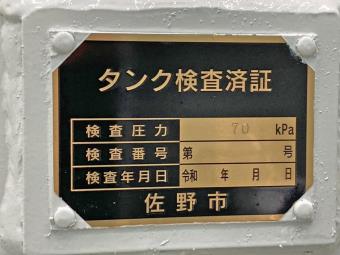 タンク検査済証
検査圧力 70 kPa
検査番号 第 号
検査年月日 令和 年 月 日
佐野市